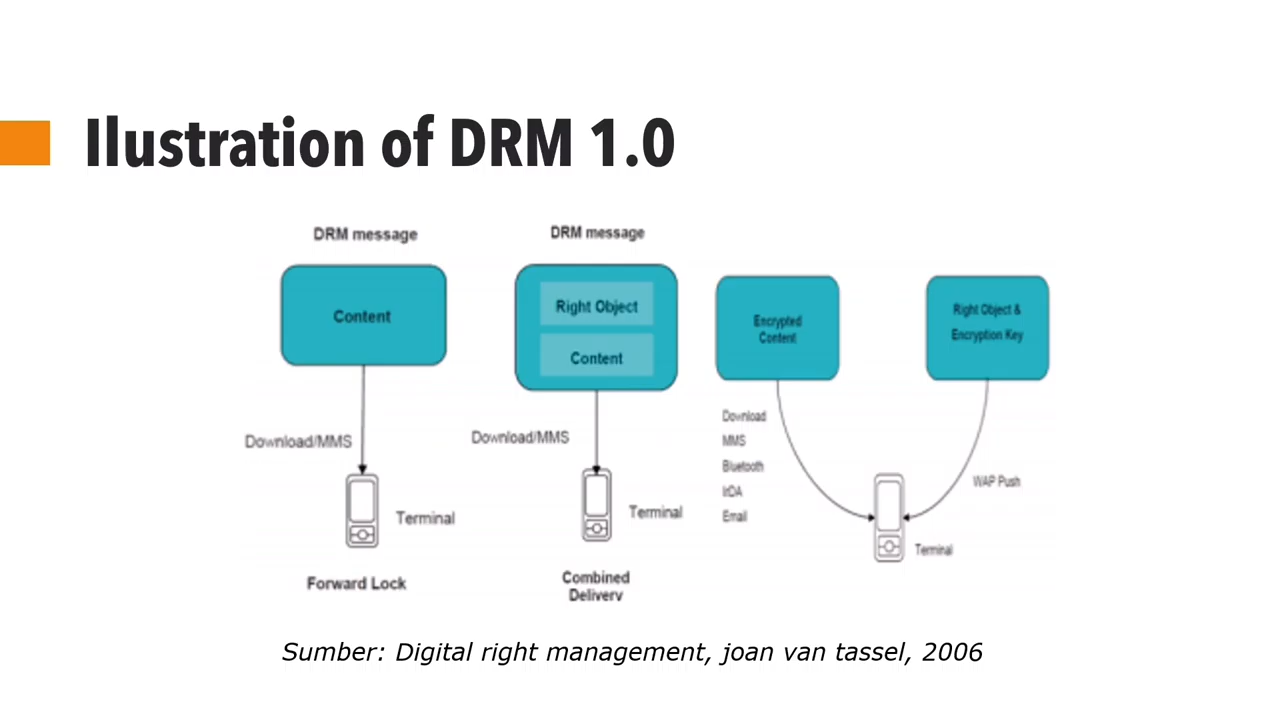 Ilustration of DRM 1.0
DRM message
Content
Download/MMS
Terminal
Forward Lock
DRM message
Right Object
Content
Download/MMS
Terminal
Combined
Delivery
Encrypted
Content
Download
MMS
Bluetooth
IrDA
Email
Right Object &
Encryption Key
WAP Push
Terminal
Sumber: Digital right management, joan van tassel, 2006